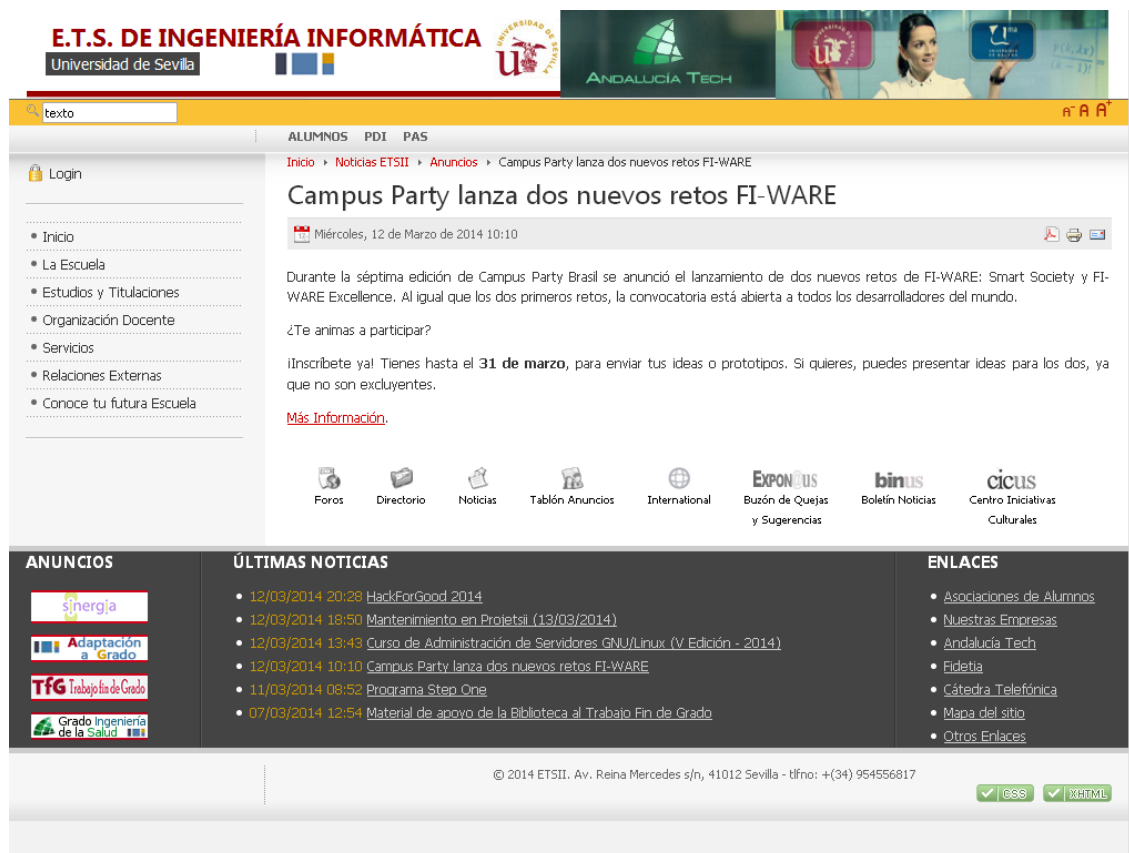 E.T.S. DE INGENIERÍA INFORMÁTICA
Universidad de Sevilla
ANDALUCÍA TECH
texto
A- A A+
ALUMNOS PDI PAS
Login
Inicio
La Escuela
Estudios y Titulaciones
Organización Docente
Servicios
Relaciones Externas
Conoce tu futura Escuela
Inicio Noticias ETSII Anuncios Campus Party lanza dos nuevos retos FI-WARE
Campus Party lanza dos nuevos retos FI-WARE
Miércoles, 12 de Marzo de 2014 10:10
Durante la séptima edición de Campus Party Brasil se anunció el lanzamiento de dos nuevos retos de FI-WARE: Smart Society y FI-
WARE Excellence. Al igual que los dos primeros retos, la convocatoria está abierta a todos los desarrolladores del mundo.
¿Te animas a participar?
¡Inscríbete ya! Tienes hasta el 31 de marzo, para enviar tus ideas o prototipos. Si quieres, puedes presentar ideas para los dos, ya
que no son excluyentes.
Más Información.
EXPON@US binus cicus
Foros Directorio Noticias Tablón Anuncios International Buzón de Quejas Boletín Noticias Centro Iniciativas
y Sugerencias Culturales
ANUNCIOS
sinergia
Adaptación
a Grado
TfG Trabajo fin de Grado
Grado Ingeniería
de la Salud
ÚLTIMAS NOTICIAS
12/03/2014 20:28 HackForGood 2014
12/03/2014 18:50 Mantenimiento en Projetsii (13/03/2014)
12/03/2014 13:43 Curso de Administración de Servidores GNU/Linux (V Edición - 2014)
12/03/2014 10:10 Campus Party lanza dos nuevos retos FI-WARE
11/03/2014 08:52 Programa Step One
07/03/2014 12:54 Material de apoyo de la Biblioteca al Trabajo Fin de Grado
ENLACES
Asociaciones de Alumnos
Nuestras Empresas
Andalucía Tech
Fidetia
Cátedra Telefónica
Mapa del sitio
Otros Enlaces
© 2014 ETSII. Av. Reina Mercedes s/n, 41012 Sevilla - tlfno: +(34) 954556817
CSS XHTML